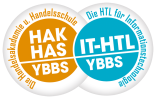 Die Handelsakademie u. Handelsschule
HAK
HAS
YBBS
Die HTL für Informationstechnologie
IT-HTL
YBBS